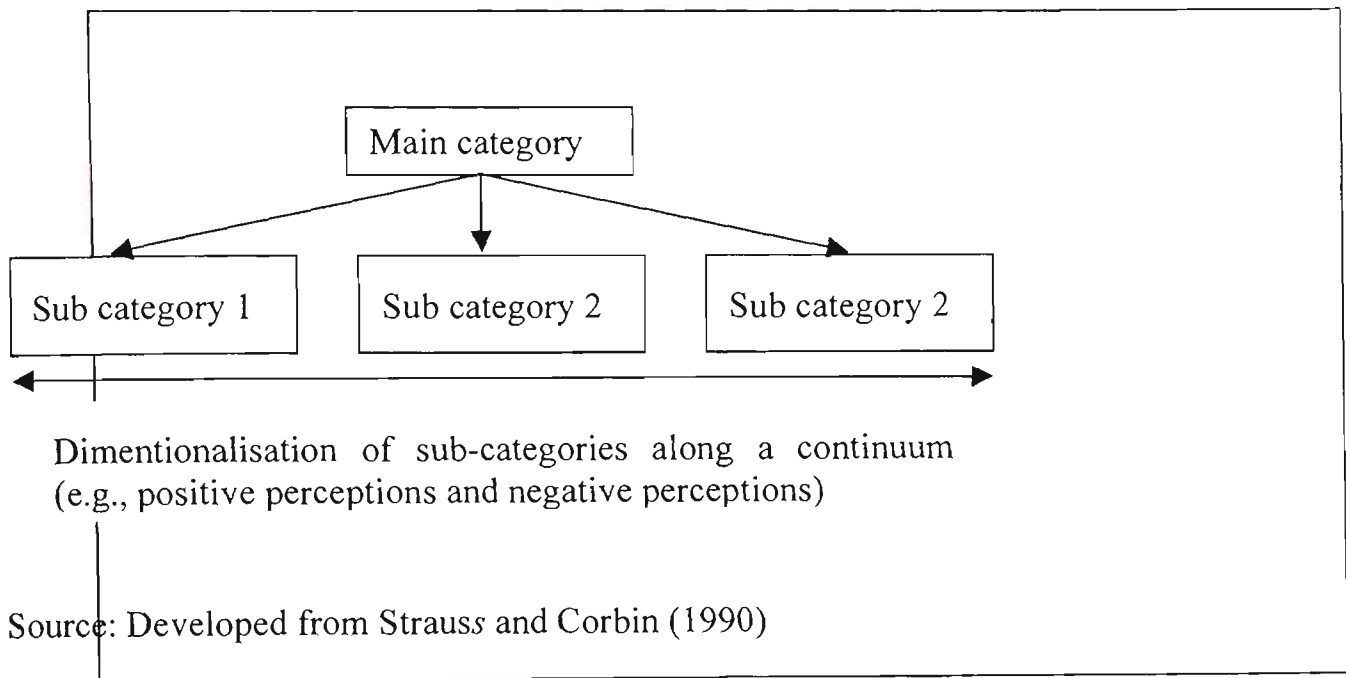 Main category
Sub category 1
Sub category 2
Sub category 2
Dimentionalisation of sub-categories along a continuum
(e.g., positive perceptions and negative perceptions)
Source: Developed from Strauss and Corbin (1990)